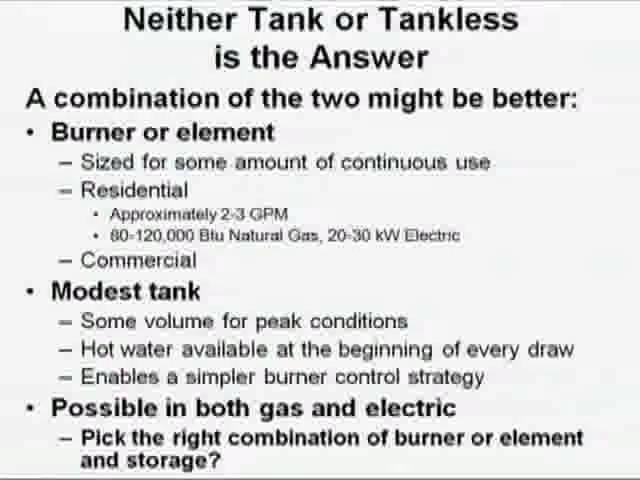 Neither Tank or Tankless
is the Answer
A combination of the two might be better:
• Burner or element
– Sized for some amount of continuous use
– Residential
• Approximately 2-3 GPM
• 80-120,000 Btu Natural Gas, 20-30 kW Electric
– Commercial
• Modest tank
– Some volume for peak conditions
– Hot water available at the beginning of every draw
– Enables a simpler burner control strategy
• Possible in both gas and electric
– Pick the right combination of burner or element
and storage?